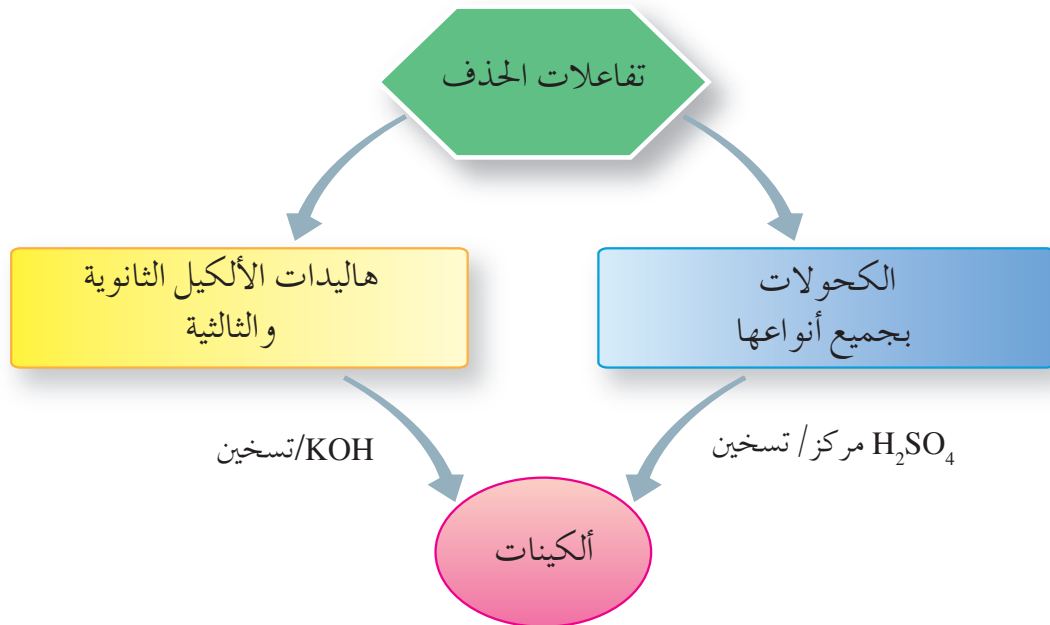 تفاعلات الحذف
الكحولات
بجميع أنواعها
هاليدات الألكيل الثانوية
والثالثية
H₂SO₄ مركز/ تسخين
KOH/تسخين
ألكينات